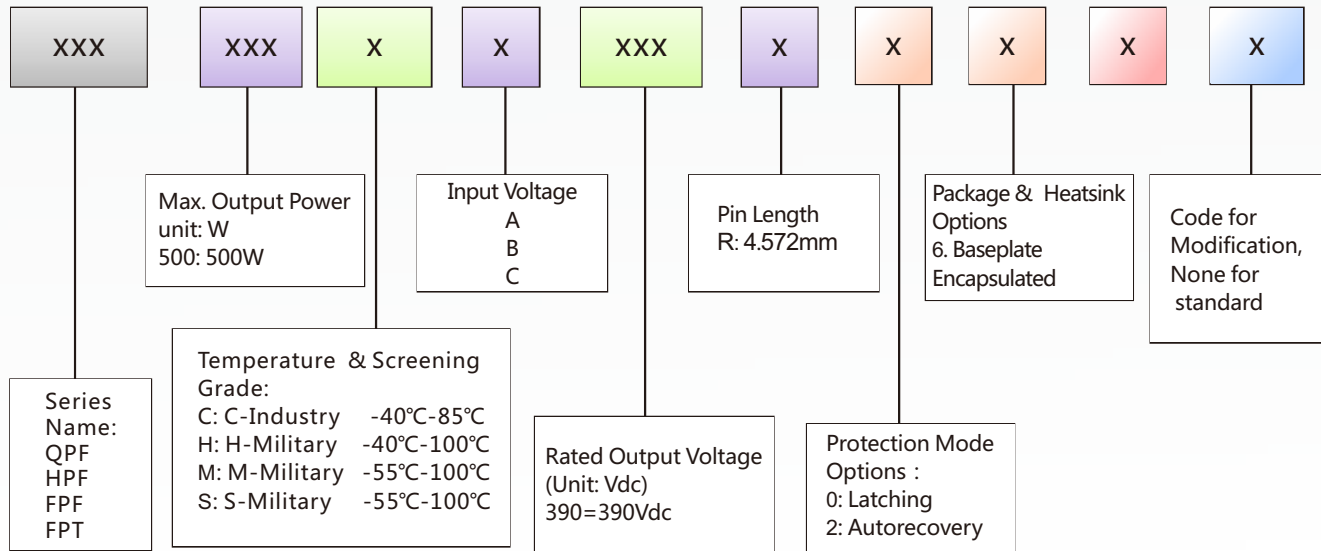 XXX XXX X X XXX X X X X X
Max. Output Power
unit: W
500: 500W
Input Voltage
A
B
C
Pin Length
R: 4.572mm
Package & Heatsink
Options
6. Baseplate
Encapsulated
Code for
Modification,
None for
standard
Series
Name:
QPF
HPF
FPF
FPT
Temperature & Screening
Grade:
C: C-Industry -40℃-85℃
H: H-Military -40℃-100℃
M: M-Military -55℃-100℃
S: S-Military -55℃-100℃
Rated Output Voltage
(Unit: Vdc)
390=390Vdc
Protection Mode
Options :
0: Latching
2: Autorecovery